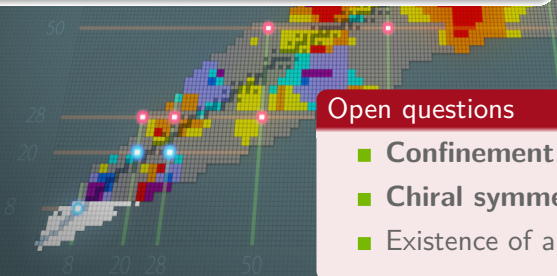 50
28
20
8
8 20 28 50
Open questions
Confinement
Chiral symme
Existence of a